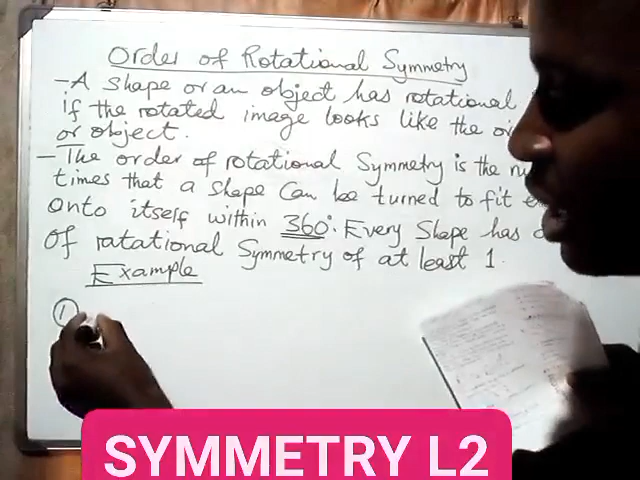 Order of Rotational Symmetry
- A shape or an object has rotational
if the rotated image looks like the
or object.
- The order of rotational Symmetry is the
times that a shape can be turned to fit
onto itself within 360°. Every Shape has
of rotational Symmetry of at least 1.
Example
1
SYMMETRY L2